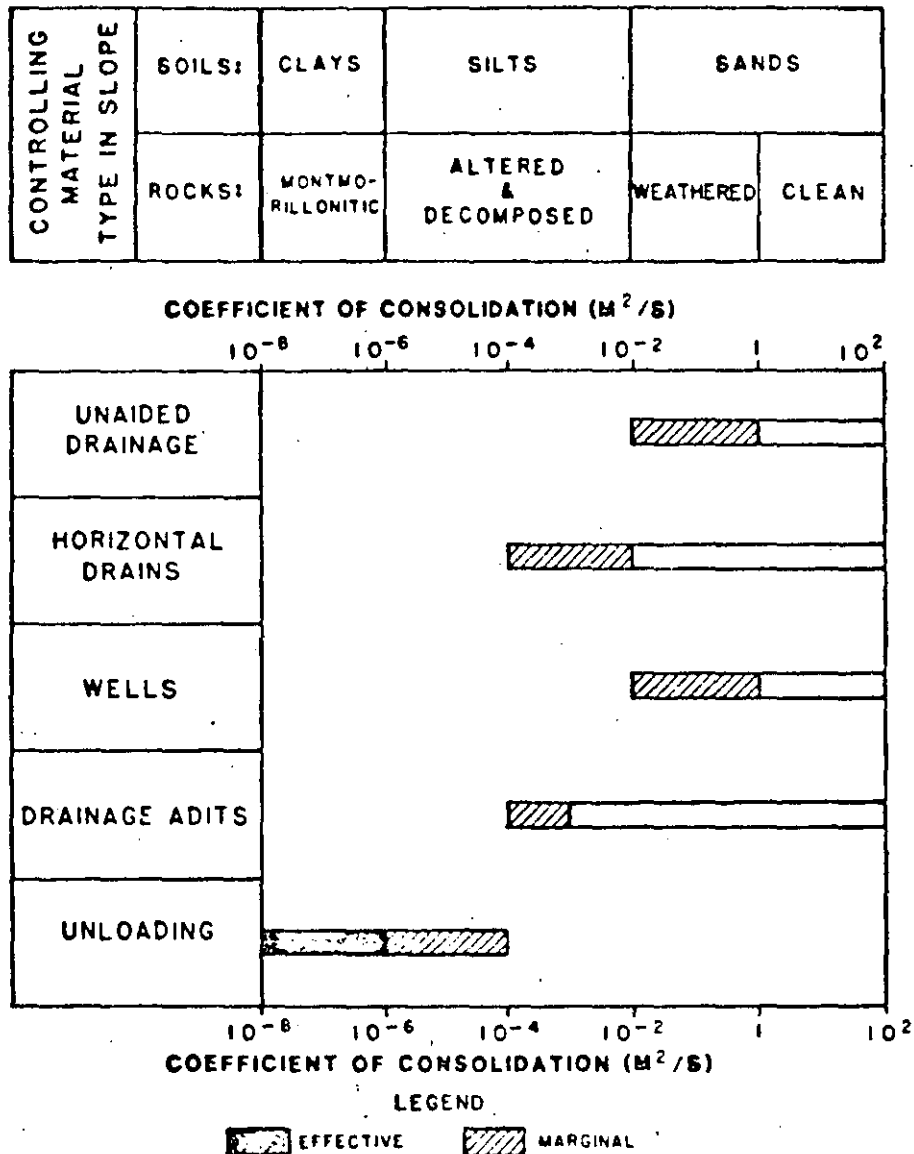 CONTROLLING
MATERIAL
TYPE IN SLOPE
SOILS:
CLAYS
SILTS
SANDS
ROCKS:
MONTMO-
RILLONITIC
ALTERED
&
DECOMPOSED
WEATHERED
CLEAN
COEFFICIENT OF CONSOLIDATION (M²/S)
10⁻⁸ 10⁻⁶ 10⁻⁴ 10⁻² 1 10²
UNAIDED
DRAINAGE
HORIZONTAL
DRAINS
WELLS
DRAINAGE ADITS
UNLOADING
10⁻⁸ 10⁻⁶ 10⁻⁴ 10⁻² 1 10²
COEFFICIENT OF CONSOLIDATION (M²/S)
LEGEND
EFFECTIVE MARGINAL